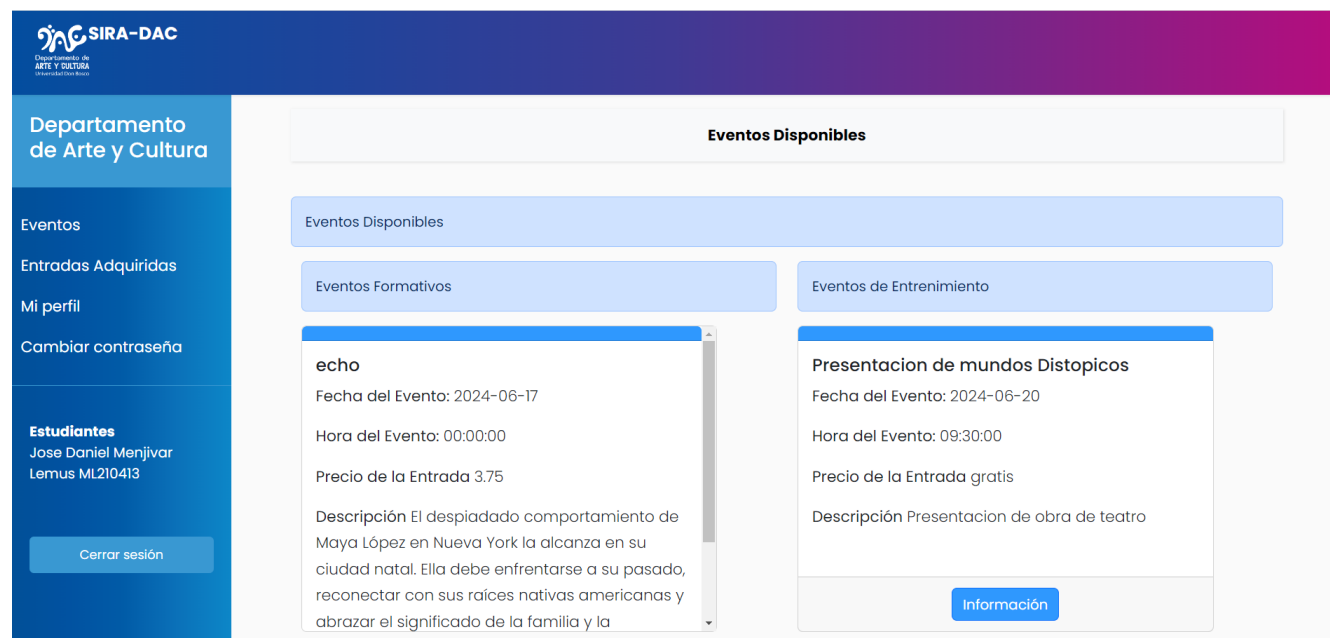 SIRA-DAC
Departamento de
ARTE Y CULTURA
Universidad Don Bosco
Departamento
de Arte y Cultura
Eventos
Entradas Adquiridas
Mi perfil
Cambiar contraseña
Estudiantes
Jose Daniel Menjivar
Lemus ML210413
Cerrar sesión
Eventos Disponibles
Eventos Disponibles
Eventos Formativos
echo
Fecha del Evento: 2024-06-17
Hora del Evento: 00:00:00
Precio de la Entrada 3.75
Descripción El despiadado comportamiento de
Maya López en Nueva York la alcanza en su
ciudad natal. Ella debe enfrentarse a su pasado,
reconectar con sus raíces nativas americanas y
abrazar el significado de la familia y la
Eventos de Entrenimiento
Presentacion de mundos Distopicos
Fecha del Evento: 2024-06-20
Hora del Evento: 09:30:00
Precio de la Entrada gratis
Descripción Presentacion de obra de teatro
Información